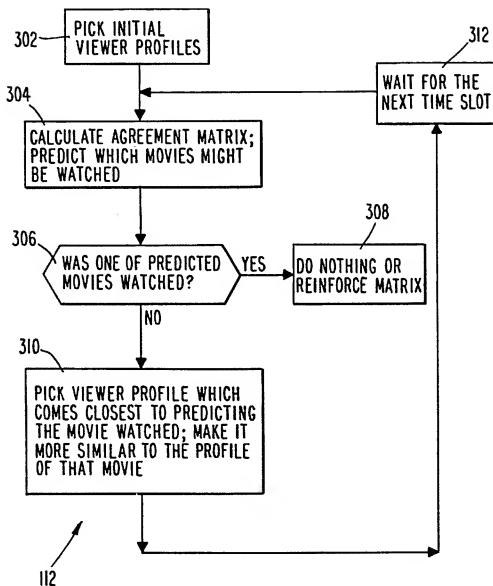 302
PICK INITIAL
VIEWER PROFILES
312
WAIT FOR THE
NEXT TIME SLOT
304
CALCULATE AGREEMENT MATRIX;
PREDICT WHICH MOVIES MIGHT
BE WATCHED
306
WAS ONE OF PREDICTED
MOVIES WATCHED?
YES
308
DO NOTHING OR
REINFORCE MATRIX
NO
310
PICK VIEWER PROFILE WHICH
COMES CLOSEST TO PREDICTING
THE MOVIE WATCHED; MAKE IT
MORE SIMILAR TO THE PROFILE
OF THAT MOVIE
112